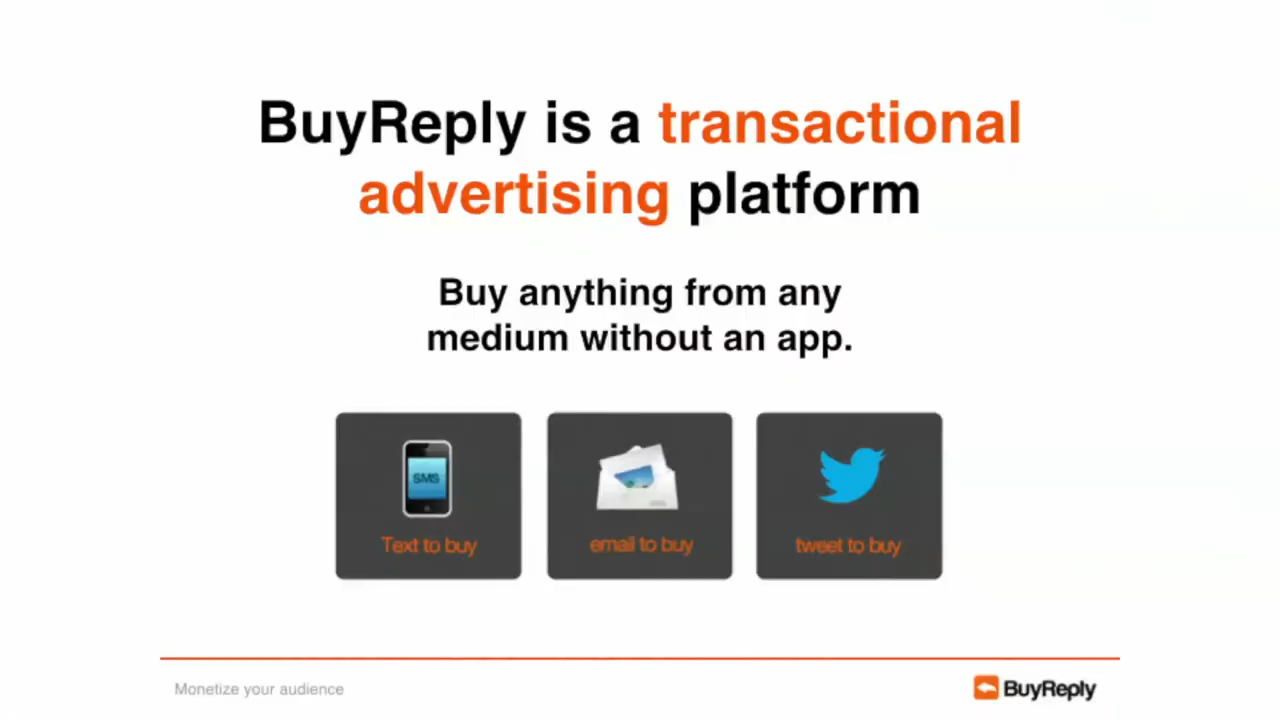 BuyReply is a transactional
advertising platform
Buy anything from any
medium without an app.
SMS
Text to buy
email to buy
tweet to buy
Monetize your audience
BuyReply